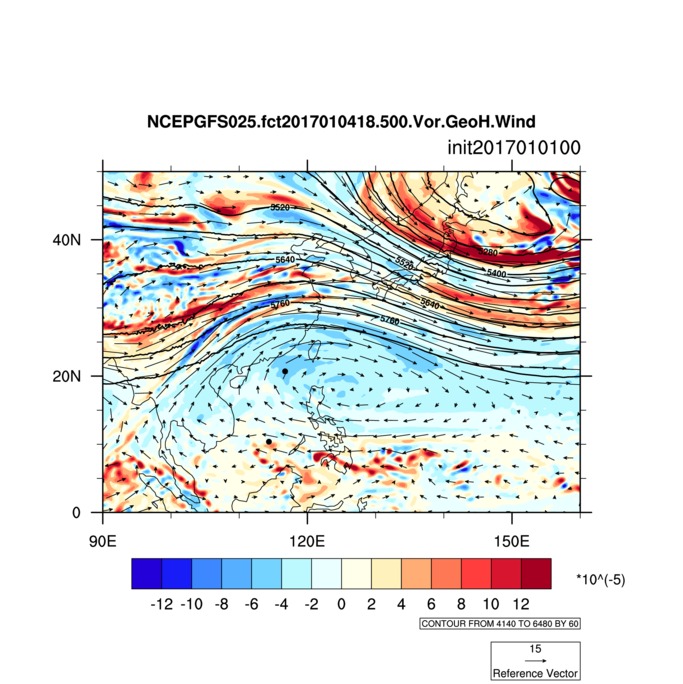 NCEPGFS025.fct2017010418.500.Vor.GeoH.Wind
init2017010100
5520
40N
5280
5640
5520
5400
5760
5640
5760
20N
0
90E 120E 150E
*10^(-5)
-12 -10 -8 -6 -4 -2 0 2 4 6 8 10 12
CONTOUR FROM 4140 TO 6480 BY 60
15
Reference Vector